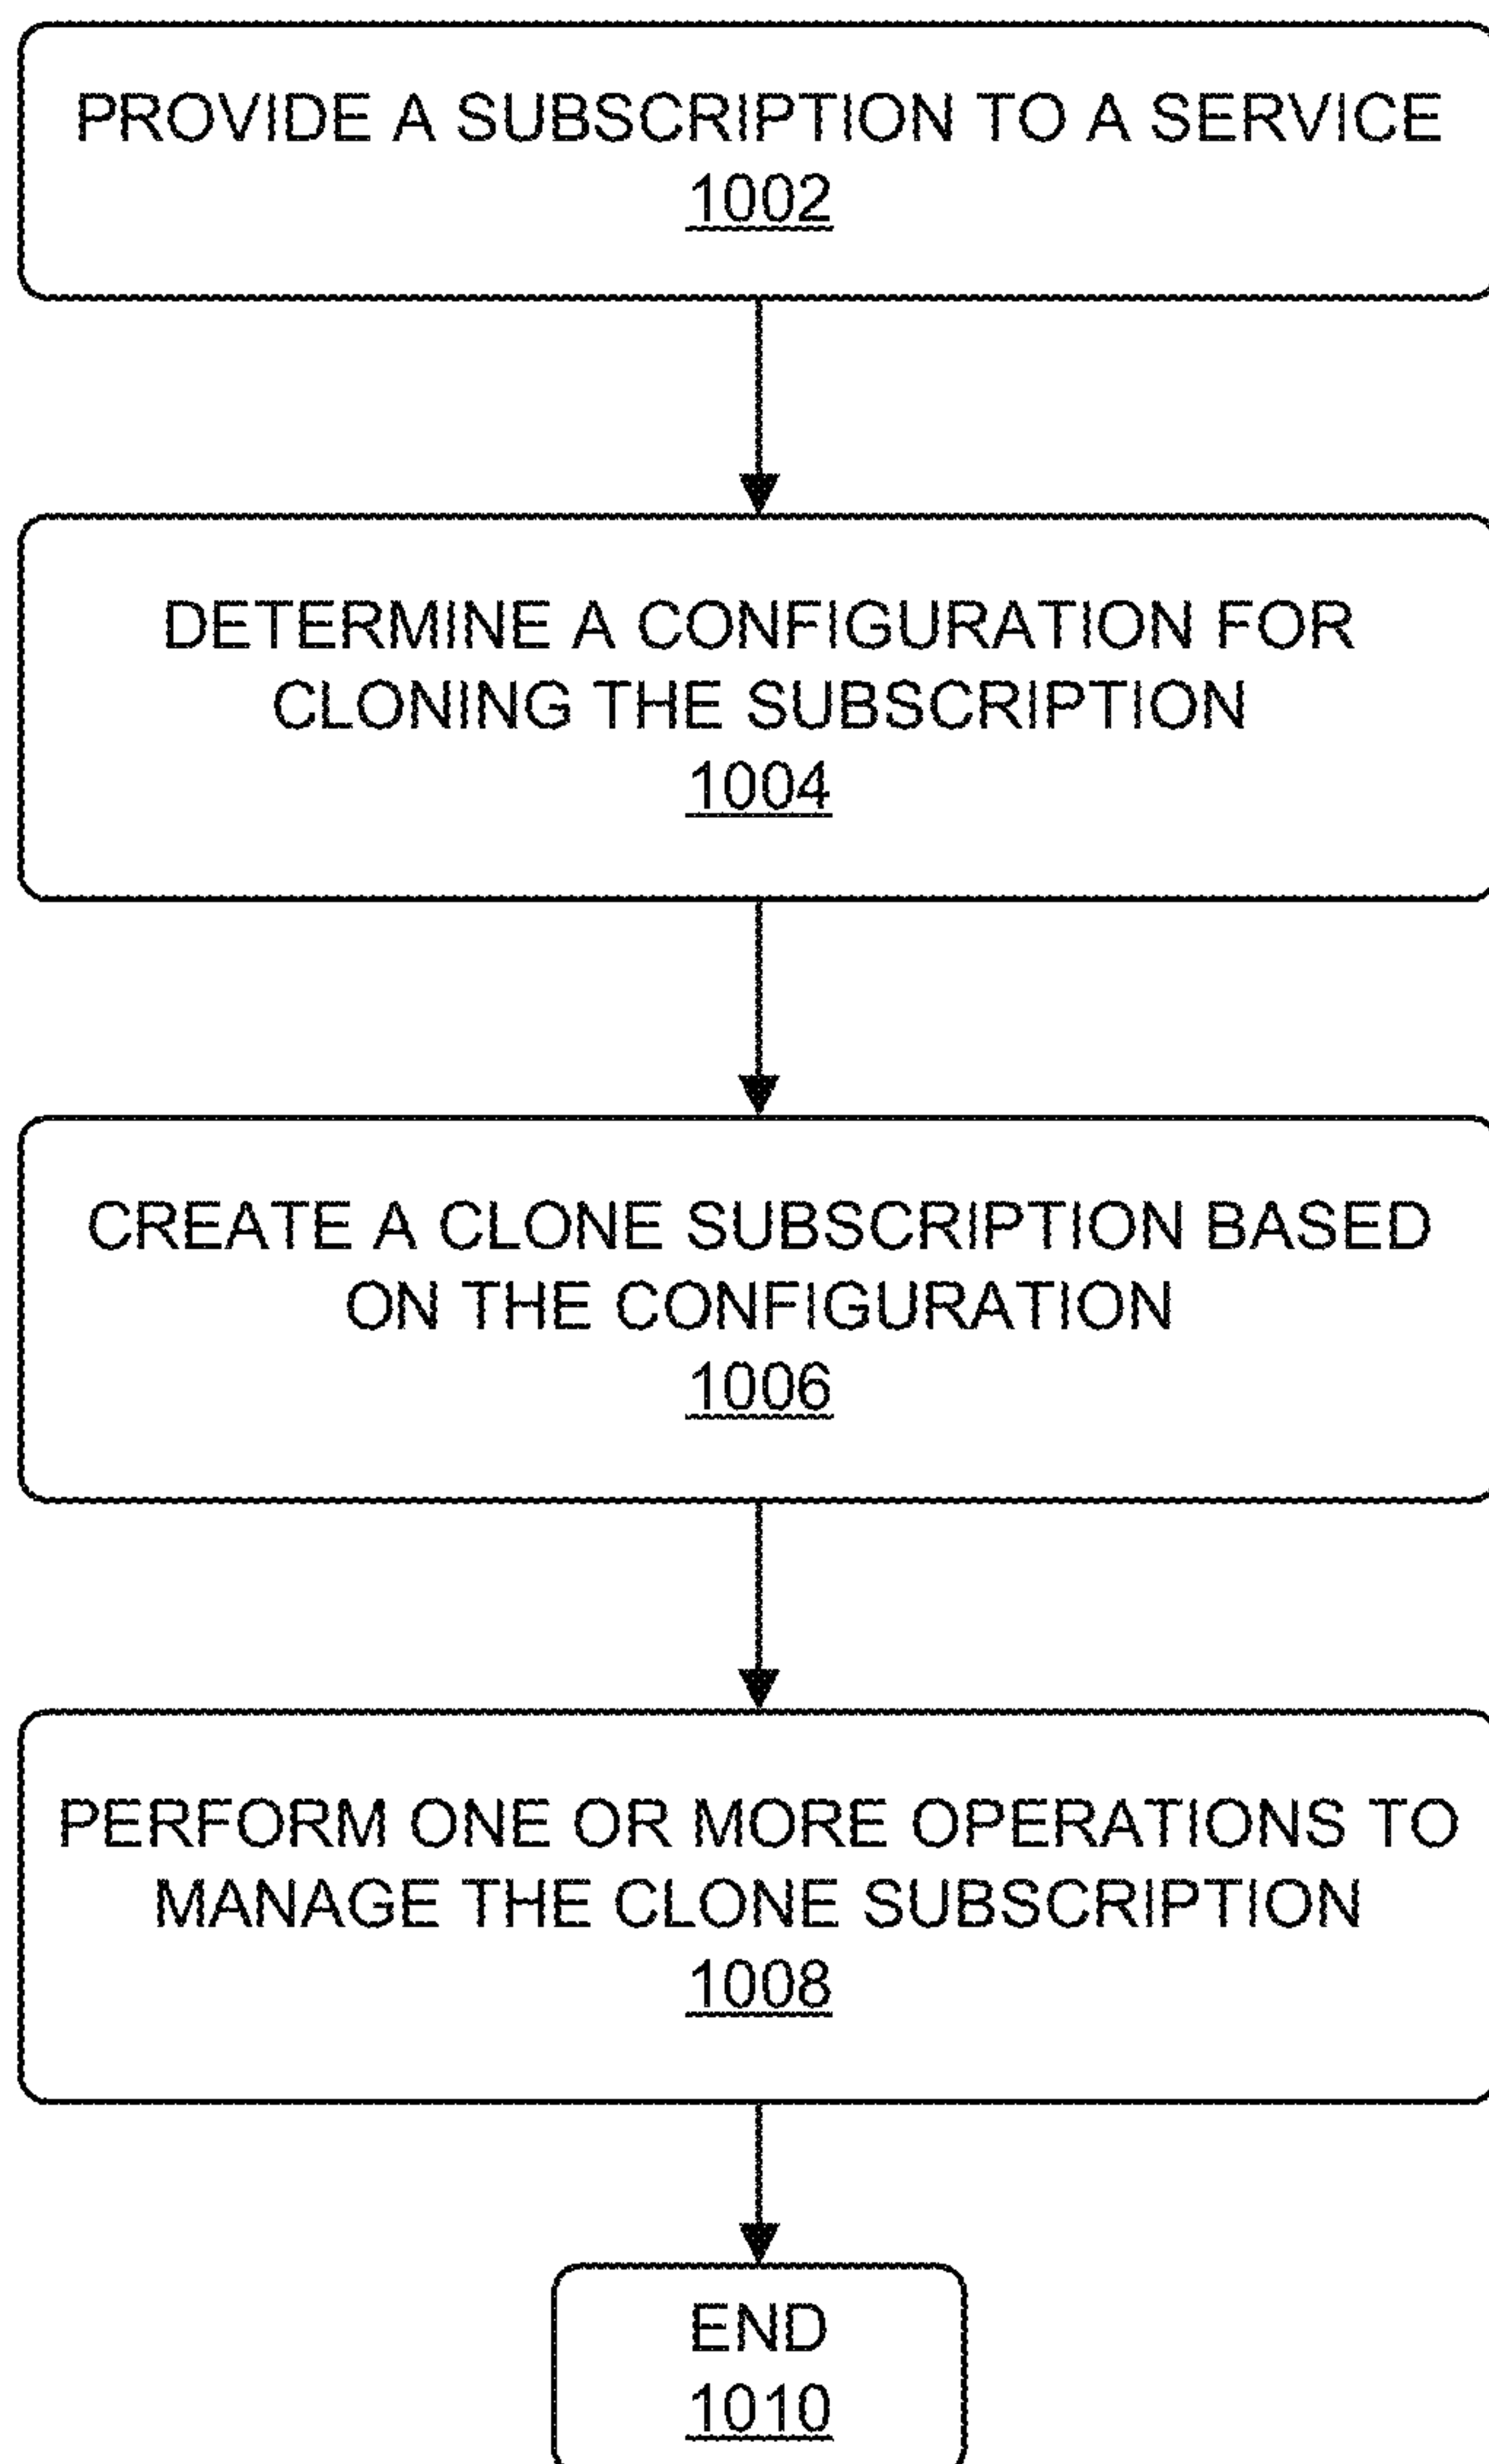 PROVIDE A SUBSCRIPTION TO A SERVICE
1002
DETERMINE A CONFIGURATION FOR
CLONING THE SUBSCRIPTION
1004
CREATE A CLONE SUBSCRIPTION BASED
ON THE CONFIGURATION
1006
PERFORM ONE OR MORE OPERATIONS TO
MANAGE THE CLONE SUBSCRIPTION
1008
END
1010